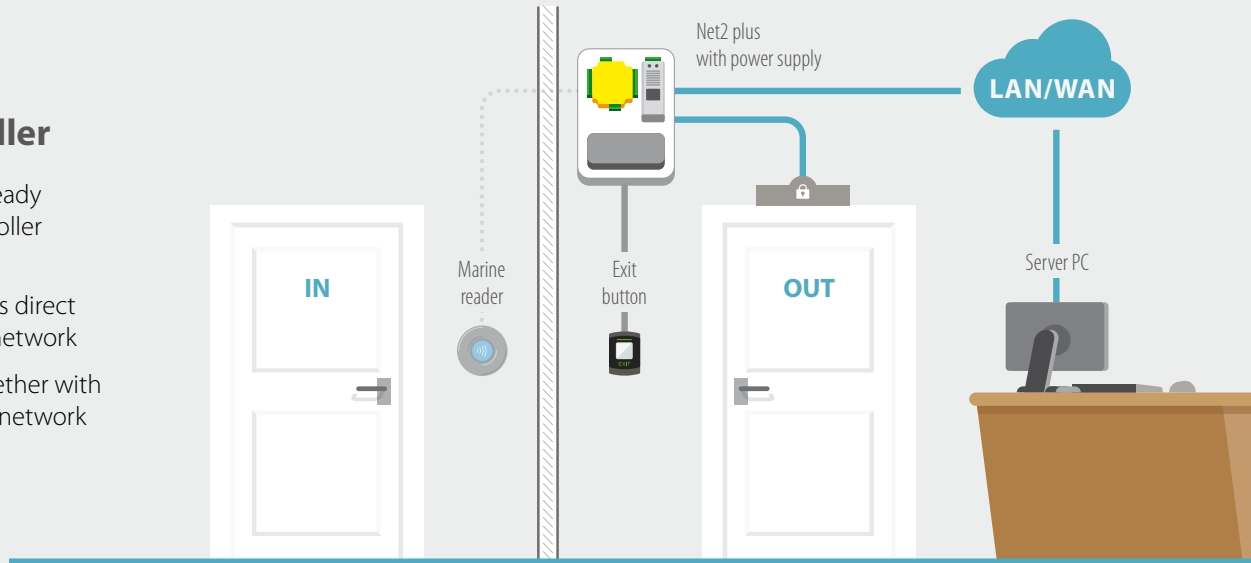 ller
eady
oller
s direct
network
ether with
network
Net2 plus
with power supply
LAN/WAN
Marine
reader
Exit
button
EXIT
IN
OUT
Server PC